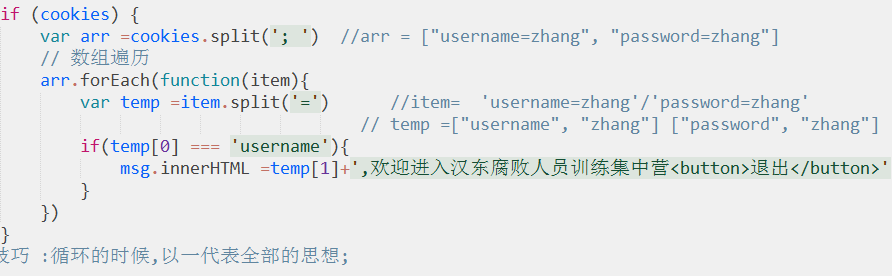 if (cookies) {
var arr =cookies.split('; ') //arr = ["username=zhang", "password=zhang"]
// 数组遍历
arr.forEach(function(item){
var temp =item.split('=') //item= 'username=zhang'/'password=zhang'
// temp =["username", "zhang"] ["password", "zhang"]
if(temp[0] === 'username'){
msg.innerHTML =temp[1]+',欢迎进入汉东腐败人员训练集中营<button>退出</button>'
}
})
}
技巧 :循环的时候,以一代表全部的思想;